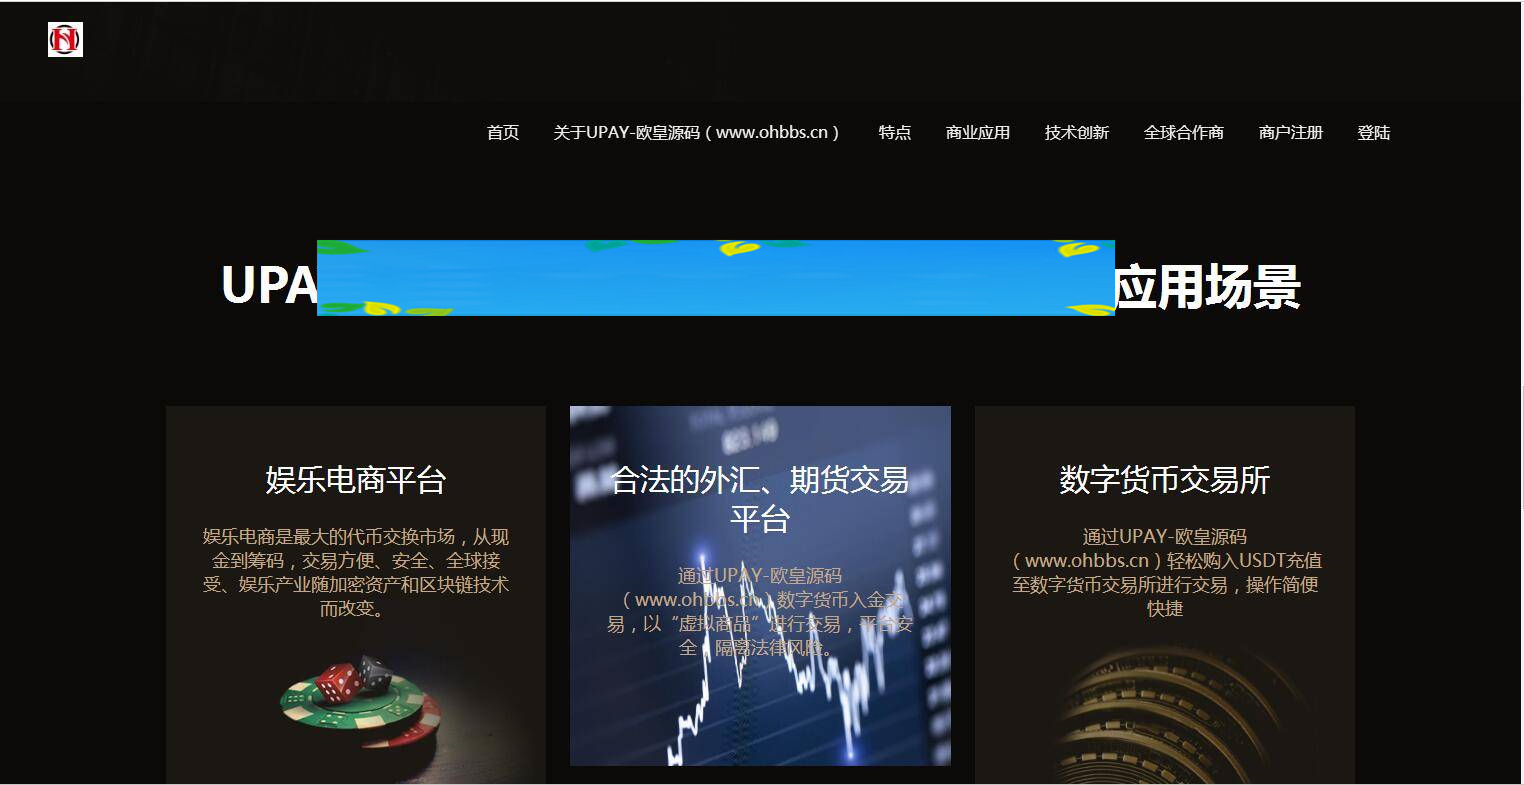 H
首页 关于UPAY-欧皇源码（www.ohbbs.cn） 特点 商业应用 技术创新 全球合作商 商户注册 登陆
UPA 应用场景
娱乐电商平台
娱乐电商是最大的代币交换市场，从现
金到筹码，交易方便、安全、全球接
受、娱乐产业随加密资产和区块链技术
而改变。
合法的外汇、期货交易
平台
通过UPAY-欧皇源码
（www.ohbbs.cn）数字货币入金交
易，以“虚拟商品”进行交易，平台安
全，隔离法律风险。
数字货币交易所
通过UPAY-欧皇源码
（www.ohbbs.cn）轻松购入USDT充值
至数字货币交易所进行交易，操作简便
快捷